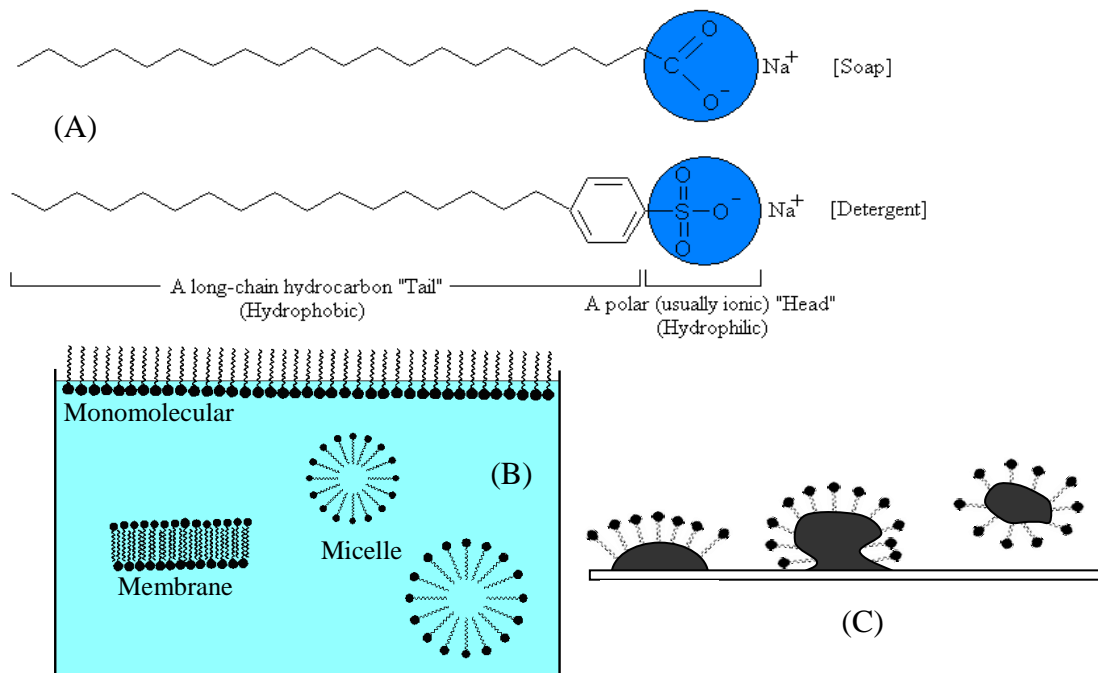 O
C
O⁻
Na⁺ [Soap]
(A)
O
S
O⁻
O
Na⁺ [Detergent]
A long-chain hydrocarbon "Tail"
(Hydrophobic)
A polar (usually ionic) "Head"
(Hydrophilic)
Monomolecular
(B)
Micelle
Membrane
(C)